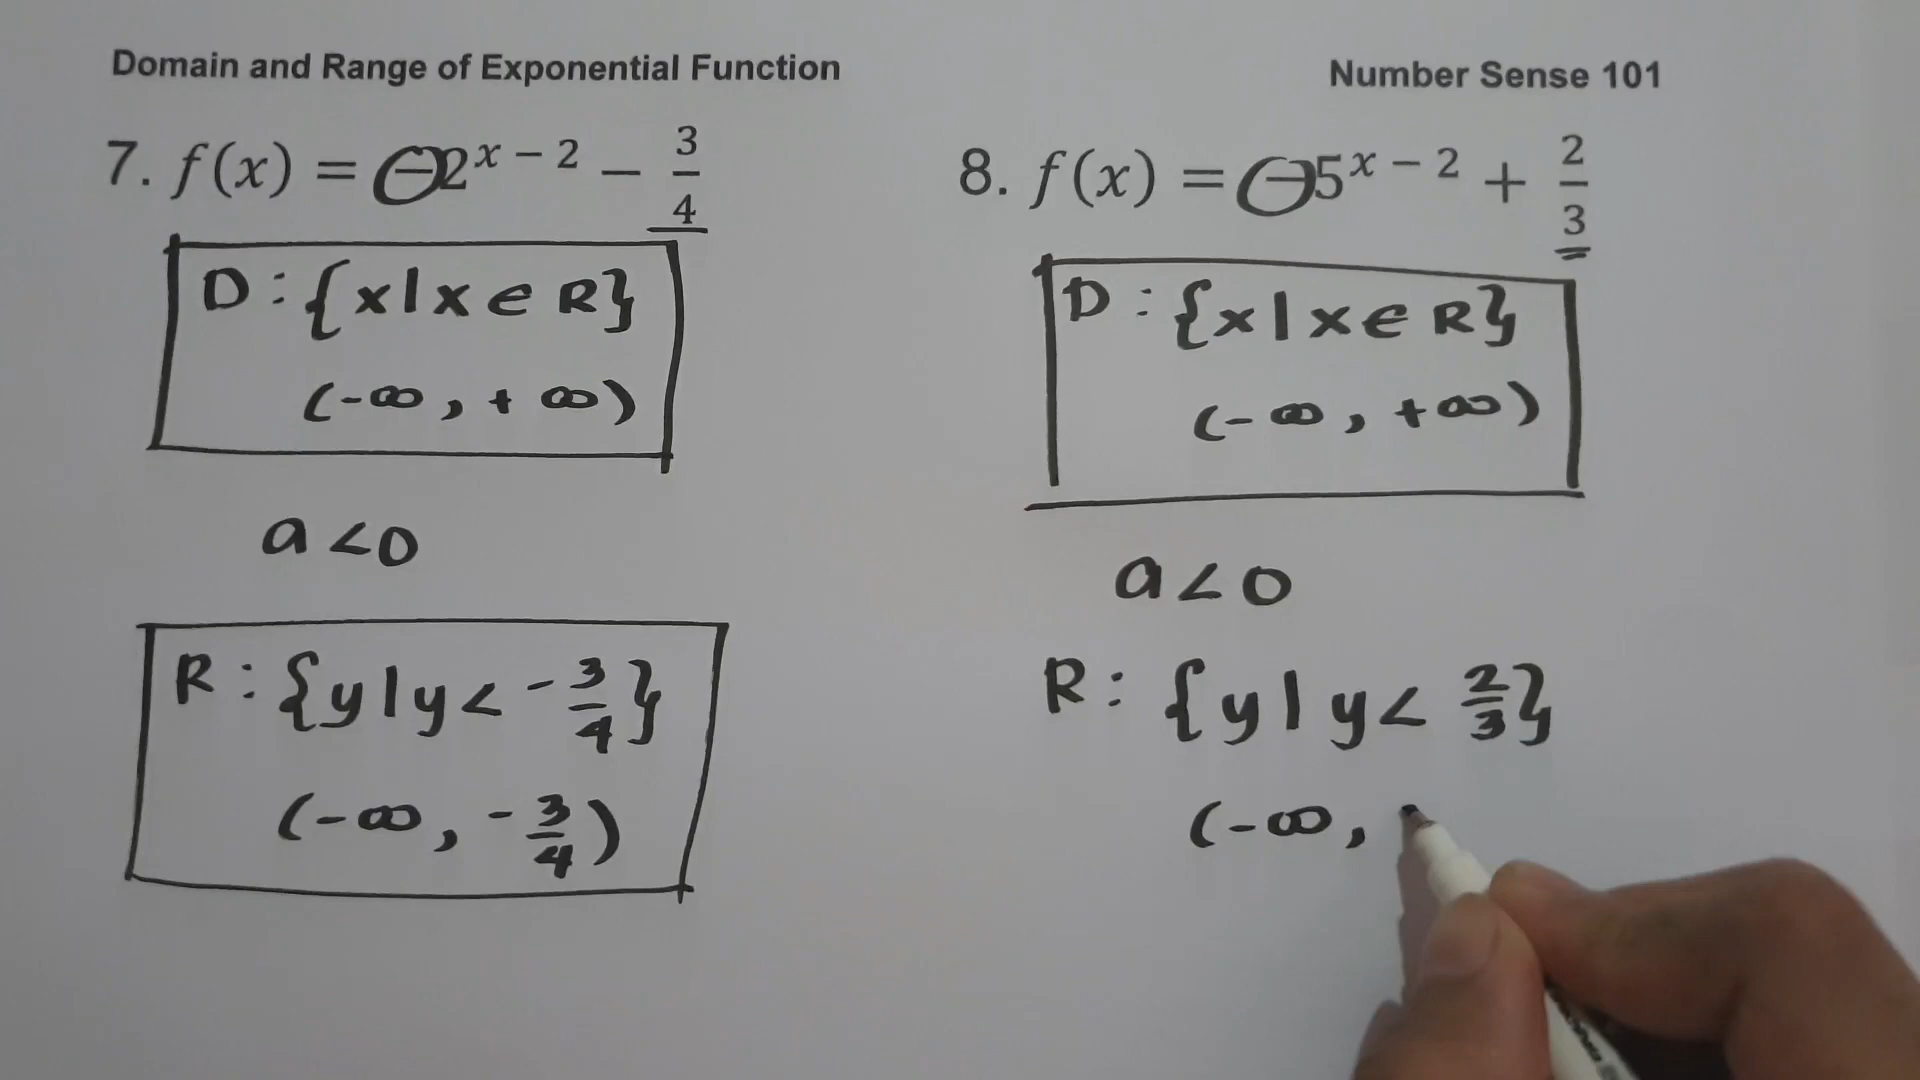 Domain and Range of Exponential Function
Number Sense 101
7. f(x) = −2^{x − 2} − 3/4
D : {x | x ∈ R}
(-∞, +∞)
a < 0
R : {y | y < -3/4}
(-∞, -3/4)
8. f(x) = −5^{x − 2} + 2/3
D : {x | x ∈ R}
(-∞, +∞)
a < 0
R : {y | y < 2/3}
(-∞,